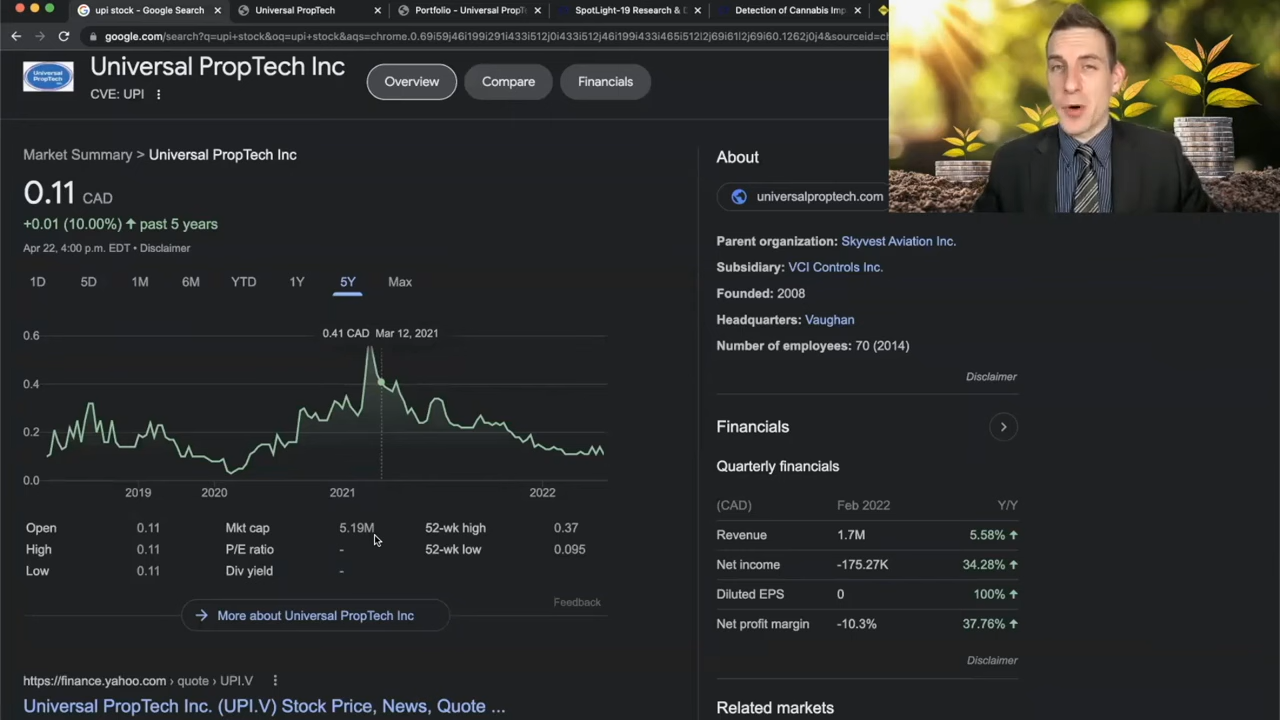 upi stock - Google Search
Universal PropTech
Portfolio - Universal PropT
SpotLight-19 Research & D
Detection of Cannabis Imp
google.com/search?q=upi+stock&oq=upi+stock&aqs=chrome.0.69i59j46i199i291i433i512j0i433i512j46i199i433i465i512l2j69i61l2j69i60.1262j0j4&sourceid=ch
Universal PropTech
Universal PropTech Inc
CVE: UPI
Overview
Compare
Financials
Market Summary > Universal PropTech Inc
0.11 CAD
+0.01 (10.00%) ↑ past 5 years
Apr 22, 4:00 p.m. EDT • Disclaimer
1D 5D 1M 6M YTD 1Y 5Y Max
0.41 CAD Mar 12, 2021
0.6
0.4
0.2
0.0
2019 2020 2021 2022
Open 0.11 Mkt cap 5.19M 52-wk high 0.37
High 0.11 P/E ratio - 52-wk low 0.095
Low 0.11 Div yield -
Feedback
→ More about Universal PropTech Inc
https://finance.yahoo.com › quote › UPI.V
Universal PropTech Inc. (UPI.V) Stock Price, News, Quote ...
About
universalproptech.com
Parent organization: Skyvest Aviation Inc.
Subsidiary: VCI Controls Inc.
Founded: 2008
Headquarters: Vaughan
Number of employees: 70 (2014)
Disclaimer
Financials
Quarterly financials
(CAD) Feb 2022 Y/Y
Revenue 1.7M 5.58% ↑
Net income -175.27K 34.28% ↑
Diluted EPS 0 100% ↑
Net profit margin -10.3% 37.76% ↑
Disclaimer
Related markets